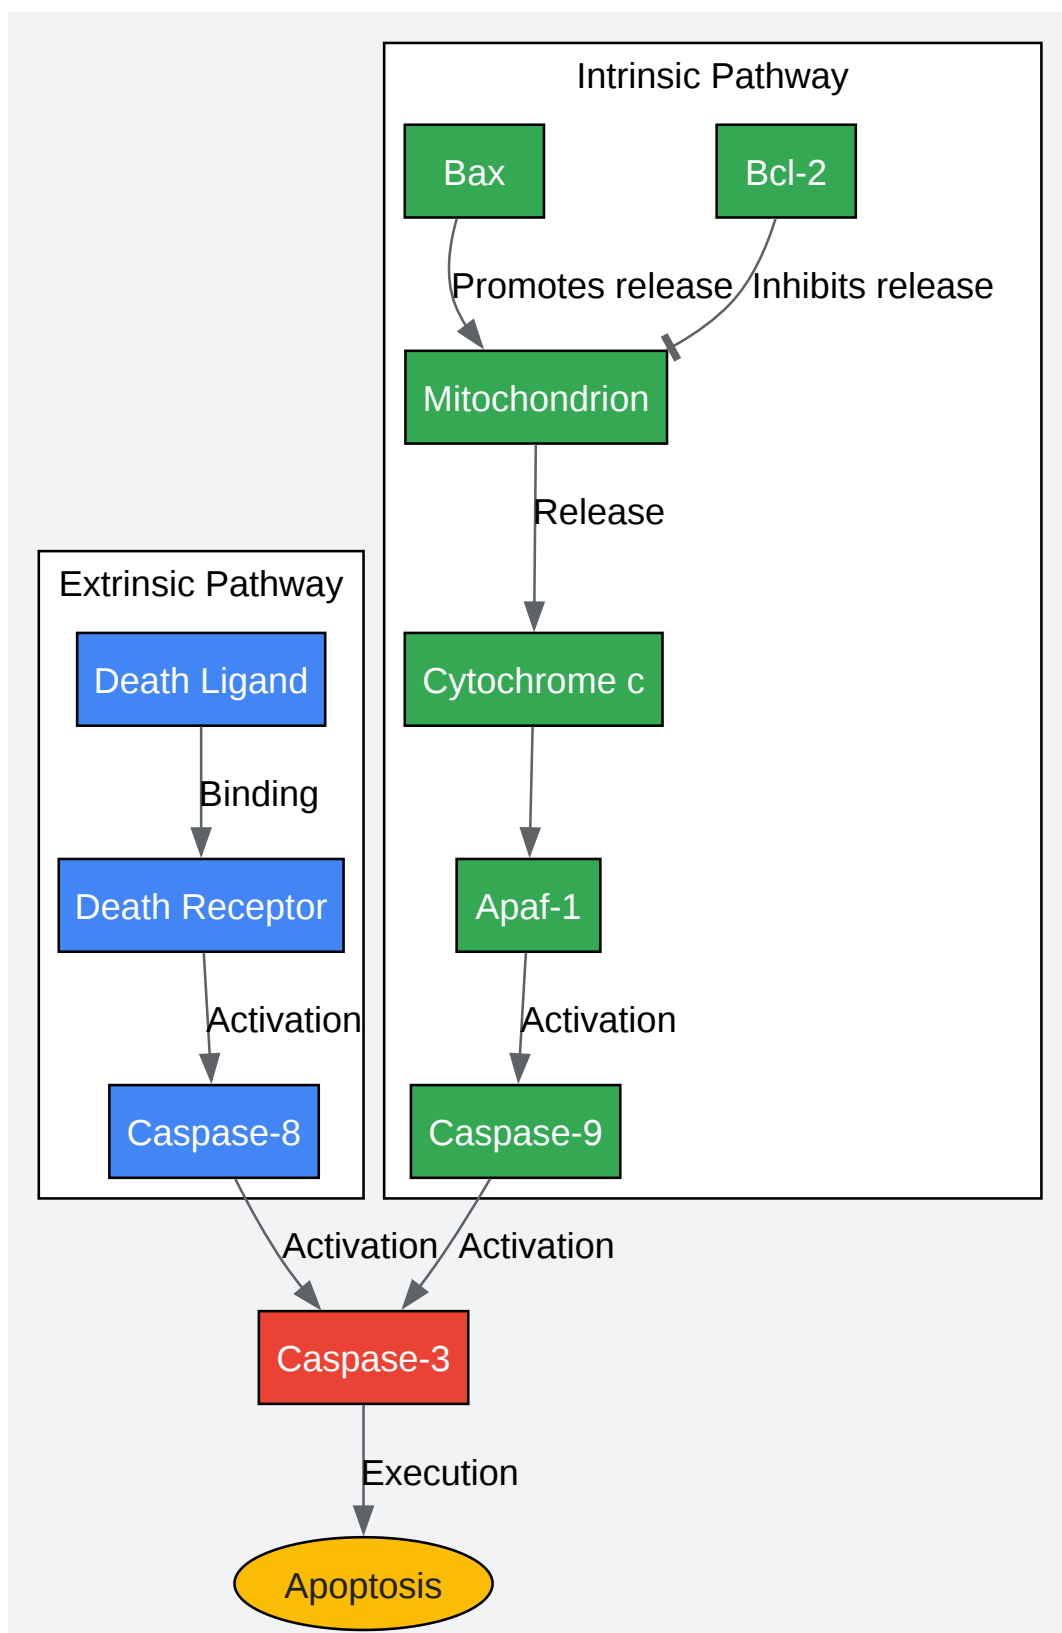 Intrinsic Pathway
Bax
Bcl-2
Promotes release
Inhibits release
Mitochondrion
Release
Extrinsic Pathway
Death Ligand
Cytochrome c
Binding
Death Receptor
Apaf-1
Activation
Activation
Caspase-8
Caspase-9
Activation
Activation
Caspase-3
Execution
Apoptosis